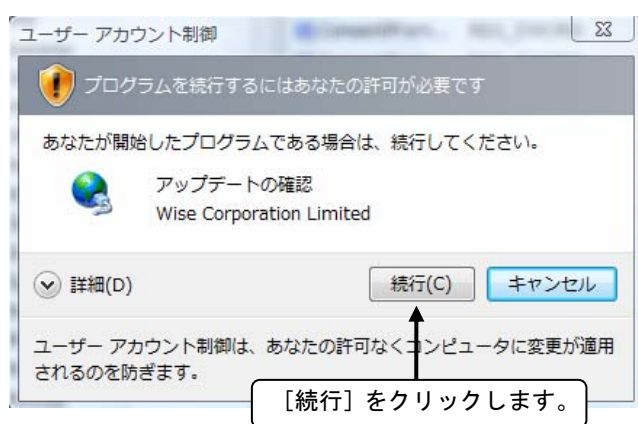 ユーザー アカウント制御
プログラムを続行するにはあなたの許可が必要です
あなたが開始したプログラムである場合は、続行してください。
アップデートの確認
Wise Corporation Limited
詳細(D)
続行(C)
キャンセル
ユーザー アカウント制御は、あなたの許可なくコンピュータに変更が適用
されるのを防ぎます。
［続行］をクリックします。